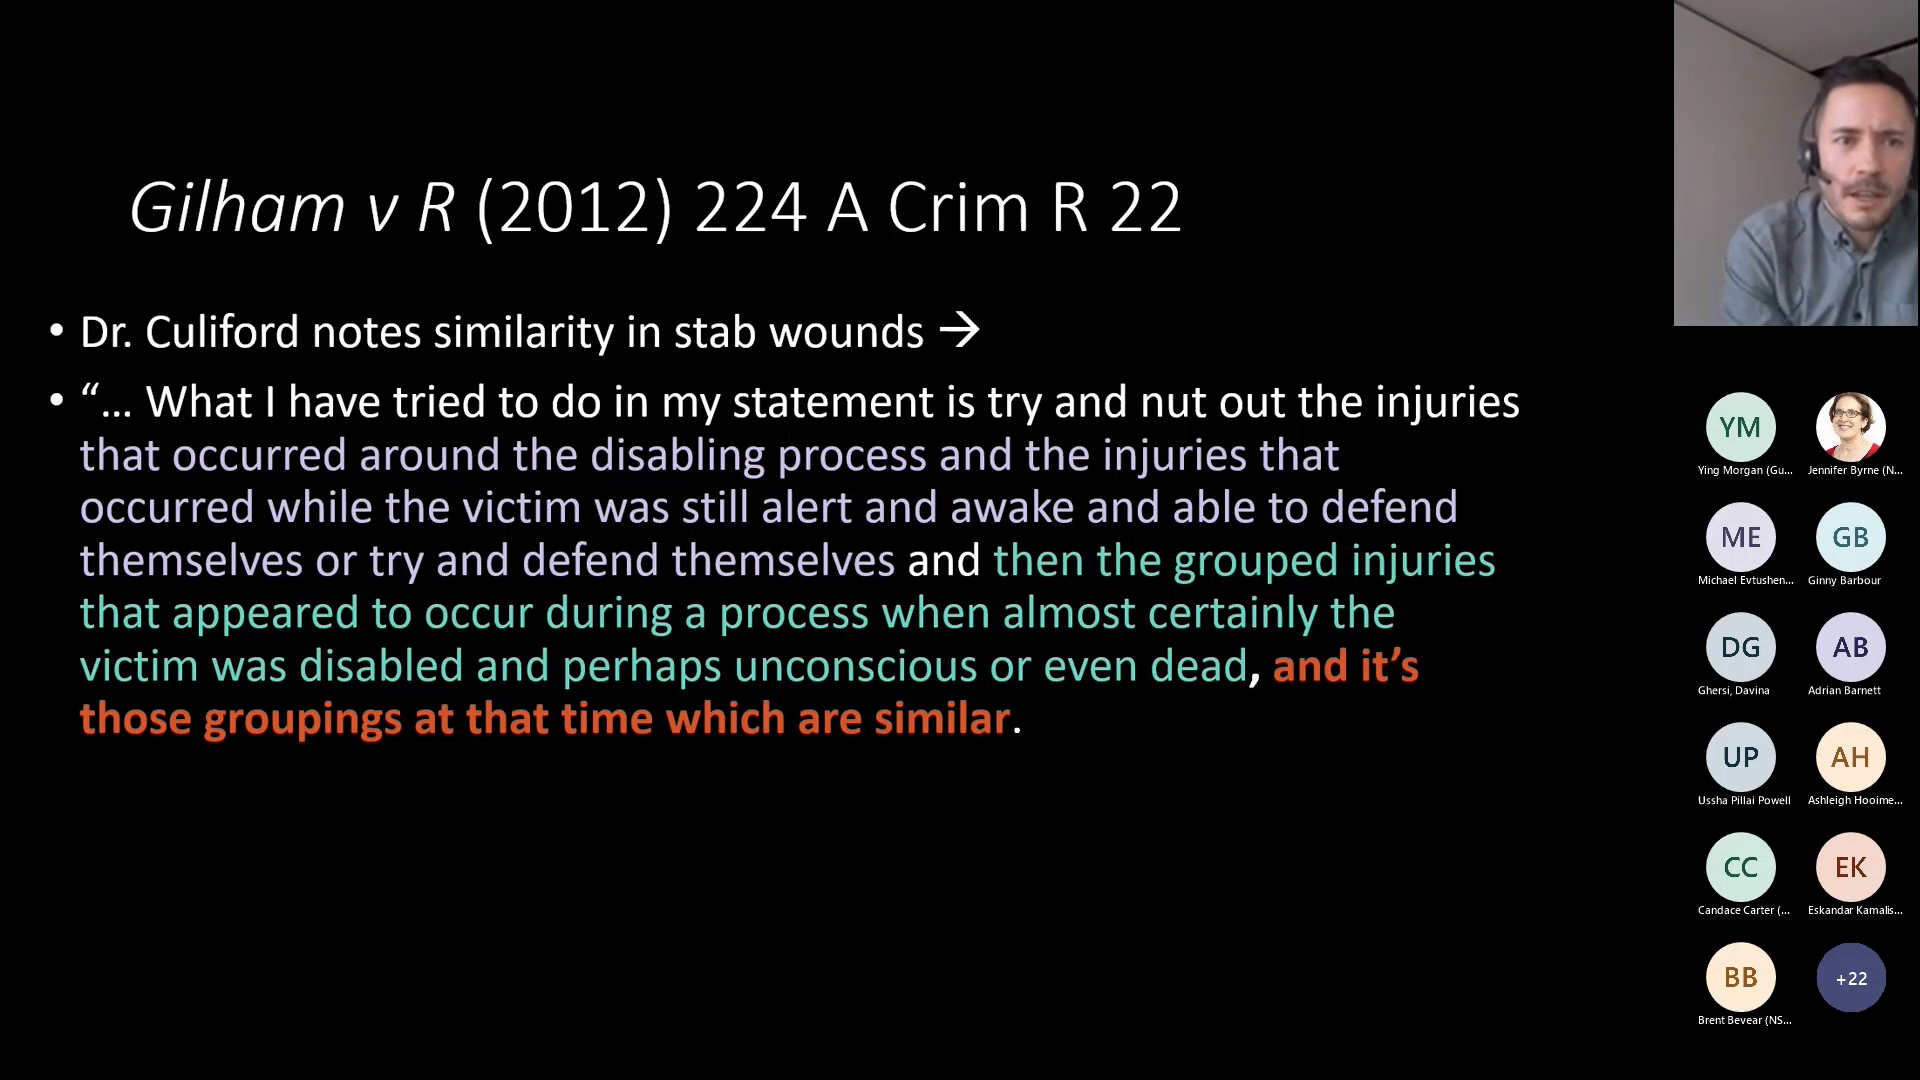 Gilham v R (2012) 224 A Crim R 22
• Dr. Culiford notes similarity in stab wounds →
• “… What I have tried to do in my statement is try and nut out the injuries
that occurred around the disabling process and the injuries that
occurred while the victim was still alert and awake and able to defend
themselves or try and defend themselves and then the grouped injuries
that appeared to occur during a process when almost certainly the
victim was disabled and perhaps unconscious or even dead, and it’s
those groupings at that time which are similar.
YM
Ying Morgan (Gu...
Jennifer Byrne (N...
ME
Michael Evtushen...
GB
Ginny Barbour
DG
Ghersi, Davina
AB
Adrian Barnett
UP
Ussha Pillai Powell
AH
Ashleigh Hooime...
CC
Candace Carter (...
EK
Eskandar Kamalis...
BB
Brent Bevear (NS...
+22